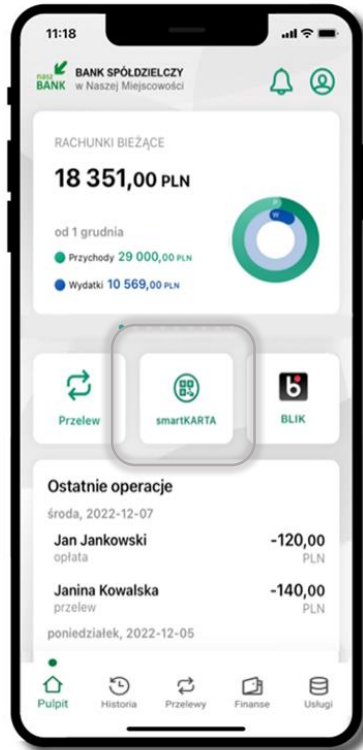 11:18
nasz BANK
BANK SPÓŁDZIELCZY
w Naszej Miejscowości
RACHUNKI BIEŻĄCE
18 351,00 PLN
od 1 grudnia
Przychody 29 000,00 PLN
Wydatki 10 569,00 PLN
P
W
Przelew
smartKARTA
BLIK
Ostatnie operacje
środa, 2022-12-07
Jan Jankowski -120,00
opłata PLN
Janina Kowalska -140,00
przelew PLN
poniedziałek, 2022-12-05
Pulpit Historia Przelewy Finanse Usługi